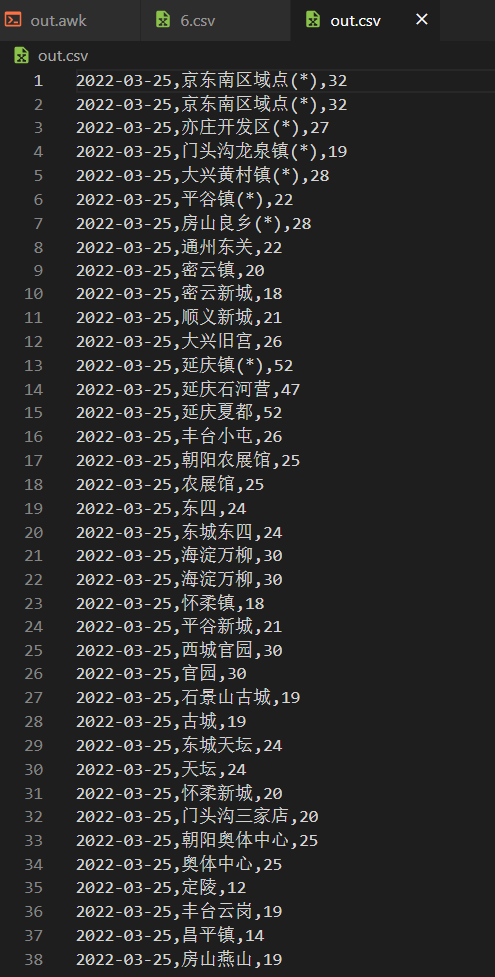 out.awk 6.csv out.csv ×
out.csv
1 2022-03-25,京东南区域点(*),32
2 2022-03-25,京东南区域点(*),32
3 2022-03-25,亦庄开发区(*),27
4 2022-03-25,门头沟龙泉镇(*),19
5 2022-03-25,大兴黄村镇(*),28
6 2022-03-25,平谷镇(*),22
7 2022-03-25,房山良乡(*),28
8 2022-03-25,通州东关,22
9 2022-03-25,密云镇,20
10 2022-03-25,密云新城,18
11 2022-03-25,顺义新城,21
12 2022-03-25,大兴旧宫,26
13 2022-03-25,延庆镇(*),52
14 2022-03-25,延庆石河营,47
15 2022-03-25,延庆夏都,52
16 2022-03-25,丰台小屯,26
17 2022-03-25,朝阳农展馆,25
18 2022-03-25,农展馆,25
19 2022-03-25,东四,24
20 2022-03-25,东城东四,24
21 2022-03-25,海淀万柳,30
22 2022-03-25,海淀万柳,30
23 2022-03-25,怀柔镇,18
24 2022-03-25,平谷新城,21
25 2022-03-25,西城官园,30
26 2022-03-25,官园,30
27 2022-03-25,石景山古城,19
28 2022-03-25,古城,19
29 2022-03-25,东城天坛,24
30 2022-03-25,天坛,24
31 2022-03-25,怀柔新城,20
32 2022-03-25,门头沟三家店,20
33 2022-03-25,朝阳奥体中心,25
34 2022-03-25,奥体中心,25
35 2022-03-25,定陵,12
36 2022-03-25,丰台云岗,19
37 2022-03-25,昌平镇,14
38 2022-03-25,房山燕山,19